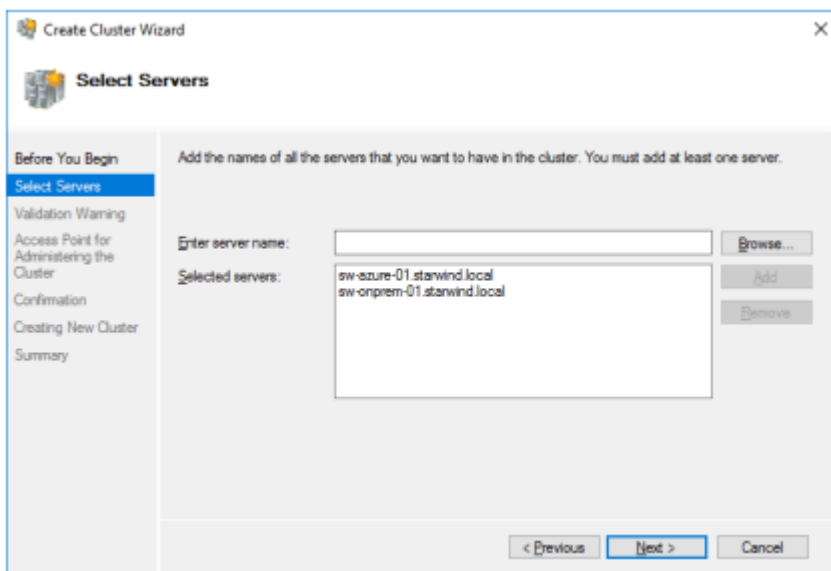 Create Cluster Wizard
Select Servers
Before You Begin
Select Servers
Validation Warning
Access Point for
Administering the
Cluster
Confirmation
Creating New Cluster
Summary
Add the names of all the servers that you want to have in the cluster. You must add at least one server.
Enter server name:
Browse...
Selected servers:
sw-azure-01.starwind.local
sw-onprem-01.starwind.local
Add
Remove
< Previous
Next >
Cancel